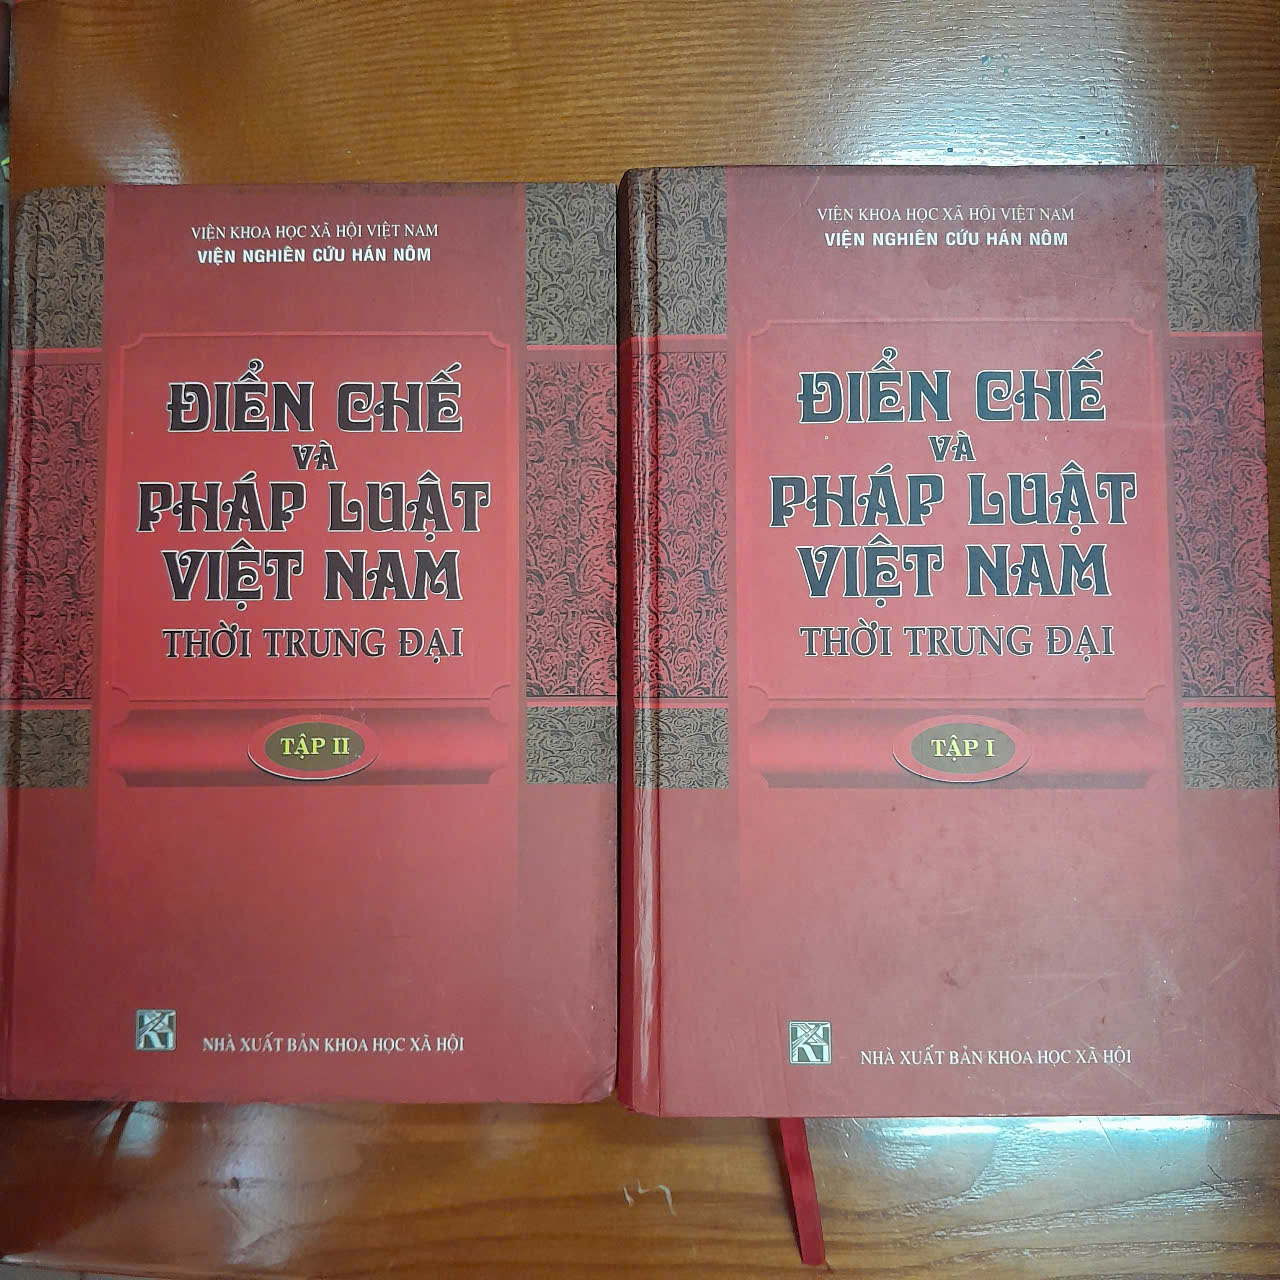 VIỆN KHOA HỌC XÃ HỘI VIỆT NAM
VIỆN NGHIÊN CỨU HÁN NÔM
ĐIỂN CHẾ
VÀ
PHÁP LUẬT
VIỆT NAM
THỜI TRUNG ĐẠI
TẬP II
NHÀ XUẤT BẢN KHOA HỌC XÃ HỘI
VIỆN KHOA HỌC XÃ HỘI VIỆT NAM
VIỆN NGHIÊN CỨU HÁN NÔM
ĐIỂN CHẾ
VÀ
PHÁP LUẬT
VIỆT NAM
THỜI TRUNG ĐẠI
TẬP I
NHÀ XUẤT BẢN KHOA HỌC XÃ HỘI